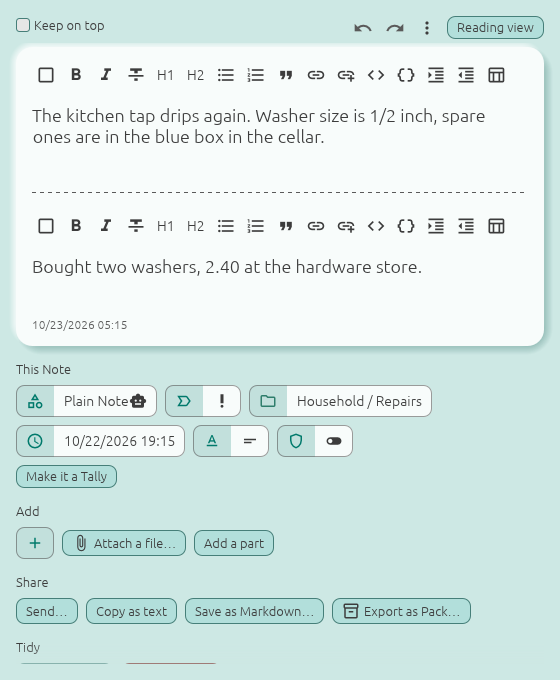 Keep on top
Reading view
B I S H1 H2
The kitchen tap drips again. Washer size is 1/2 inch, spare
ones are in the blue box in the cellar.
B I S H1 H2
Bought two washers, 2.40 at the hardware store.
10/23/2026 05:15
This Note
Plain Note
Household / Repairs
10/22/2026 19:15
A
Make it a Tally
Add
Attach a file…
Add a part
Share
Send…
Copy as text
Save as Markdown…
Export as Pack…
Tidy